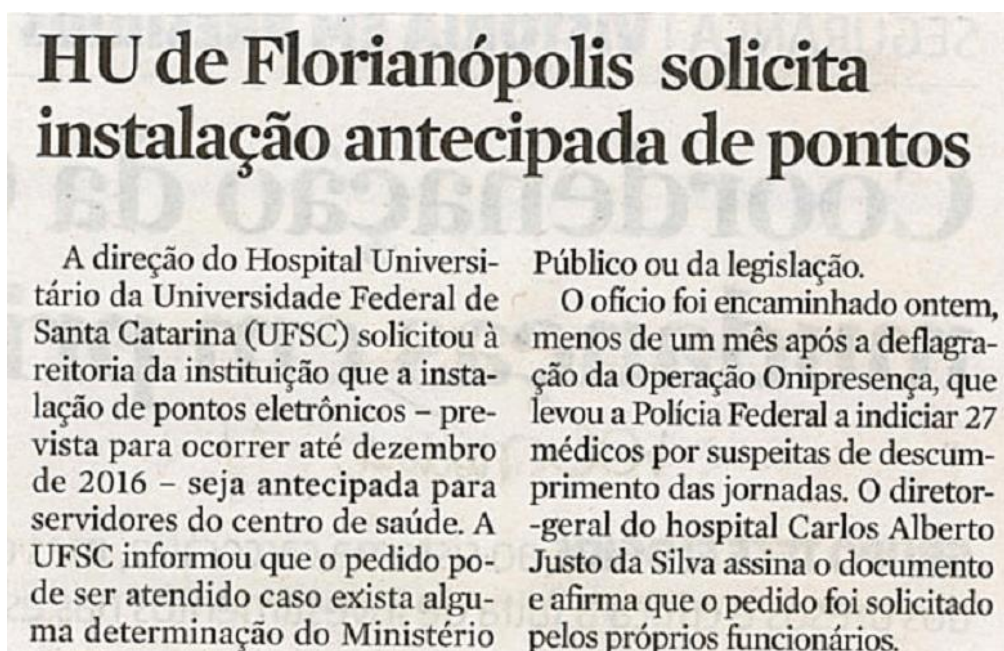 HU de Florianópolis solicita
instalação antecipada de pontos
A direção do Hospital Universi-
tário da Universidade Federal de
Santa Catarina (UFSC) solicitou à
reitoria da instituição que a insta-
lação de pontos eletrônicos – pre-
vista para ocorrer até dezembro
de 2016 – seja antecipada para
servidores do centro de saúde. A
UFSC informou que o pedido po-
de ser atendido caso exista algu-
ma determinação do Ministério
Público ou da legislação.
O ofício foi encaminhado ontem,
menos de um mês após a deflagra-
ção da Operação Onipresença, que
levou a Polícia Federal a indiciar 27
médicos por suspeitas de descum-
primento das jornadas. O diretor-
-geral do hospital Carlos Alberto
Justo da Silva assina o documento
e afirma que o pedido foi solicitado
pelos próprios funcionários.